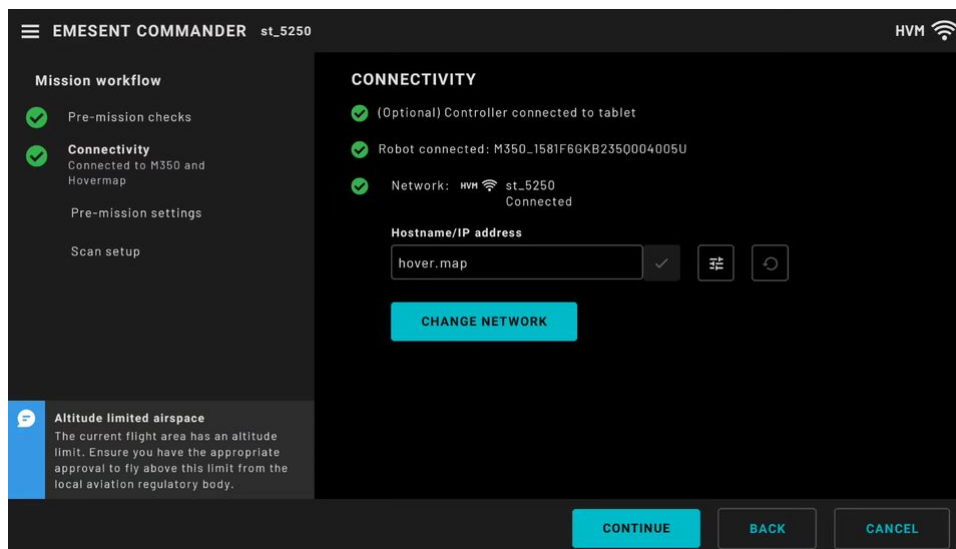 EMESENT COMMANDER st_5250
HVM
Mission workflow
Pre-mission checks
Connectivity
Connected to M350 and
Hovermap
Pre-mission settings
Scan setup
Altitude limited airspace
The current flight area has an altitude
limit. Ensure you have the appropriate
approval to fly above this limit from the
local aviation regulatory body.
CONNECTIVITY
(Optional) Controller connected to tablet
Robot connected: M350_1581F6GKB235Q004005U
Network: HVM st_5250
Connected
Hostname/IP address
hover.map
CHANGE NETWORK
CONTINUE
BACK
CANCEL